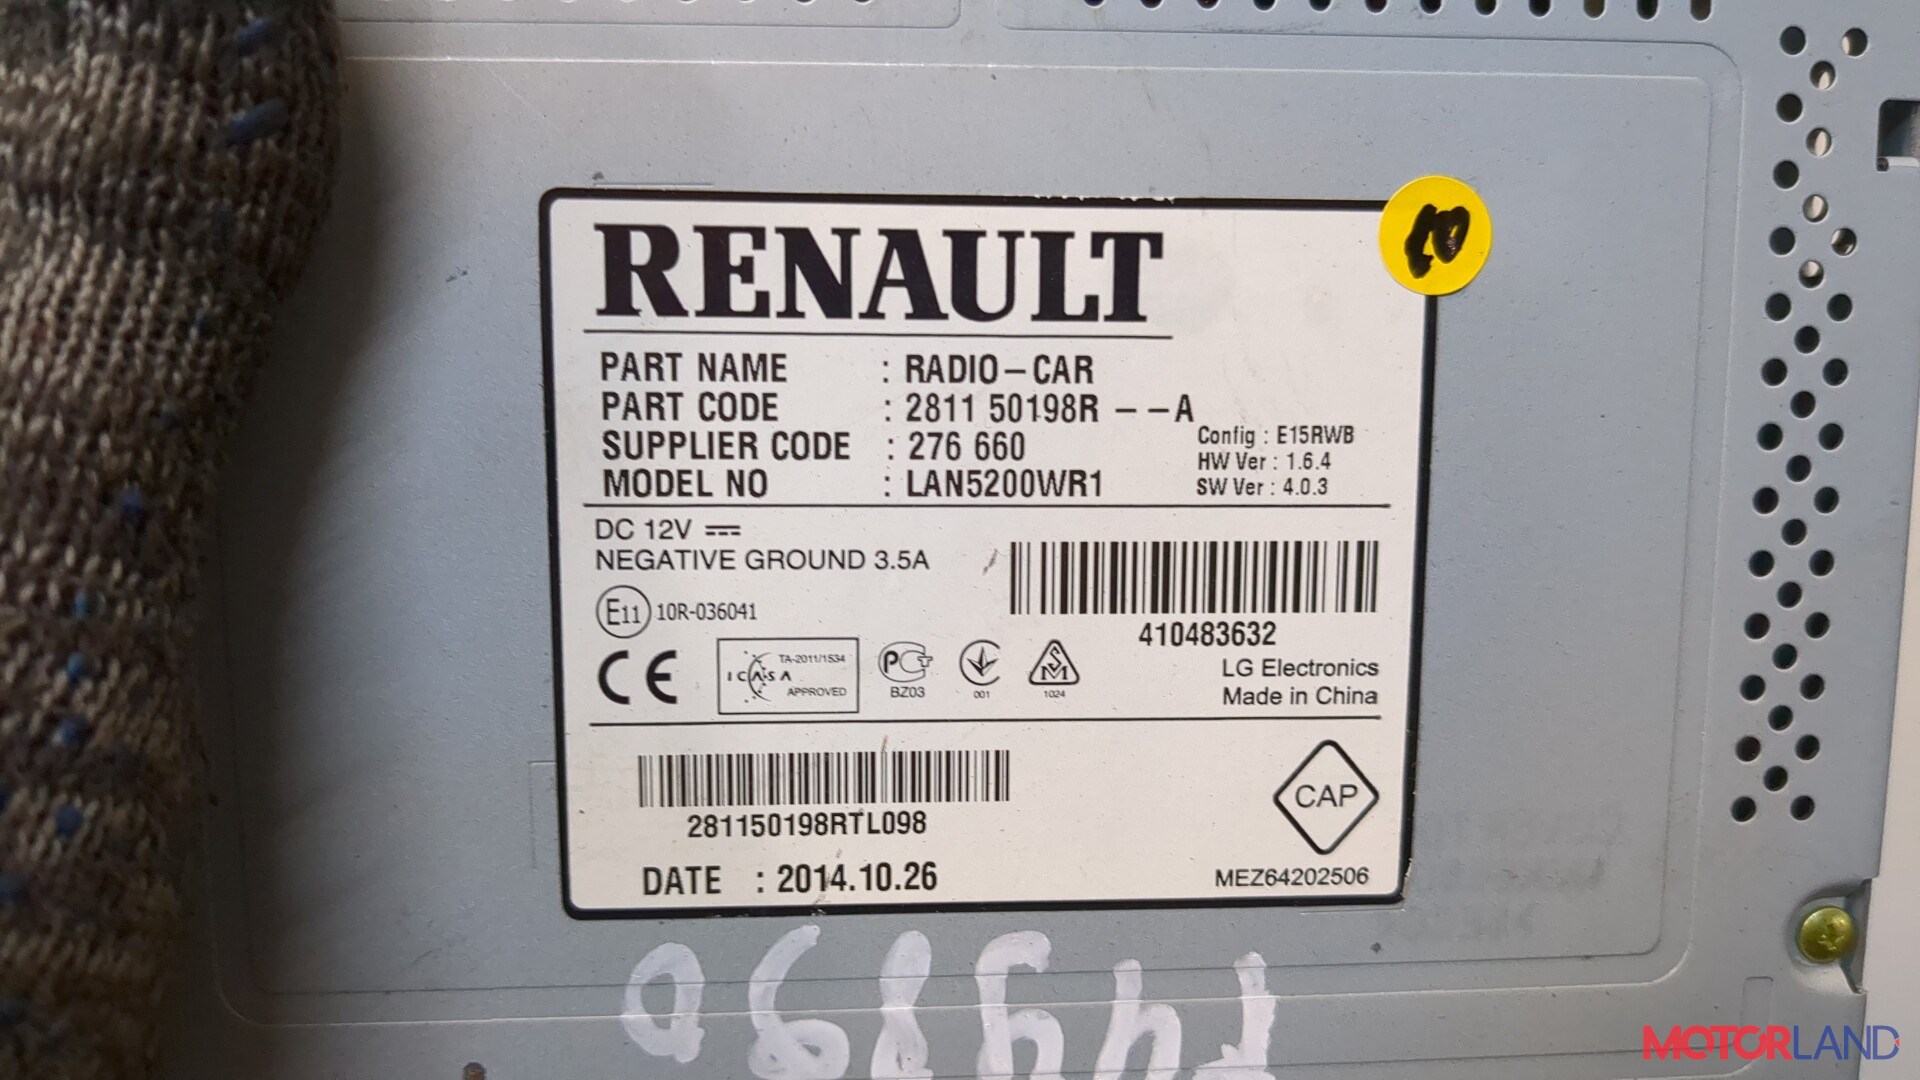 RENAULT
PART NAME : RADIO-CAR
PART CODE : 2811 50198R - - A
SUPPLIER CODE : 276 660
MODEL NO : LAN5200WR1
Config : E15RWB
HW Ver : 1.6.4
SW Ver : 4.0.3
DC 12V
NEGATIVE GROUND 3.5A
E11 10R-036041
410483632
LG Electronics
Made in China
CE
TA-2011/1534
ICASA
APPROVED
BZ03
001
1024
281150198RTL098
DATE : 2014.10.26
CAP
MEZ64202506
MOTORLAND